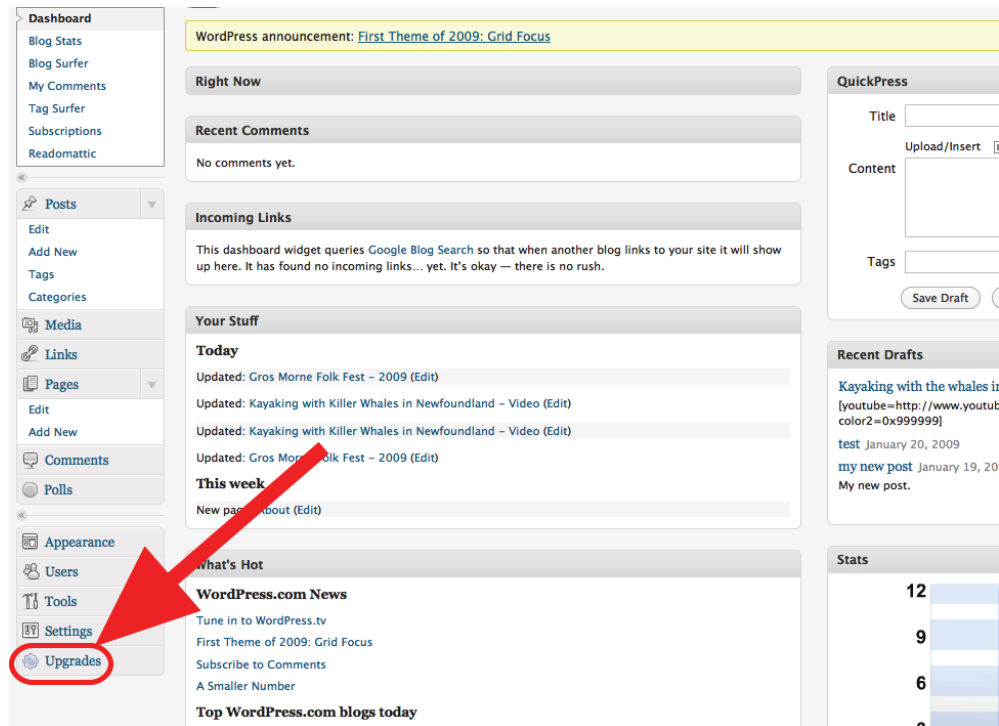 Dashboard
Blog Stats
Blog Surfer
My Comments
Tag Surfer
Subscriptions
Readomattic
Posts
Edit
Add New
Tags
Categories
Media
Links
Pages
Edit
Add New
Comments
Polls
Appearance
Users
Tools
Settings
Upgrades
WordPress announcement: First Theme of 2009: Grid Focus
Right Now
Recent Comments
No comments yet.
Incoming Links
This dashboard widget queries Google Blog Search so that when another blog links to your site it will show
up here. It has found no incoming links… yet. It's okay — there is no rush.
Your Stuff
Today
Updated: Gros Morne Folk Fest – 2009 (Edit)
Updated: Kayaking with Killer Whales in Newfoundland – Video (Edit)
Updated: Kayaking with Killer Whales in Newfoundland – Video (Edit)
Updated: Gros Morne Folk Fest – 2009 (Edit)
This week
New page: About (Edit)
What's Hot
WordPress.com News
Tune in to WordPress.tv
First Theme of 2009: Grid Focus
Subscribe to Comments
A Smaller Number
Top WordPress.com blogs today
QuickPress
Title
Upload/Insert
Content
Tags
Save Draft
Recent Drafts
Kayaking with the whales in
[youtube=http://www.youtub
color2=0x999999]
test January 20, 2009
my new post January 19, 20
My new post.
Stats
12
9
6